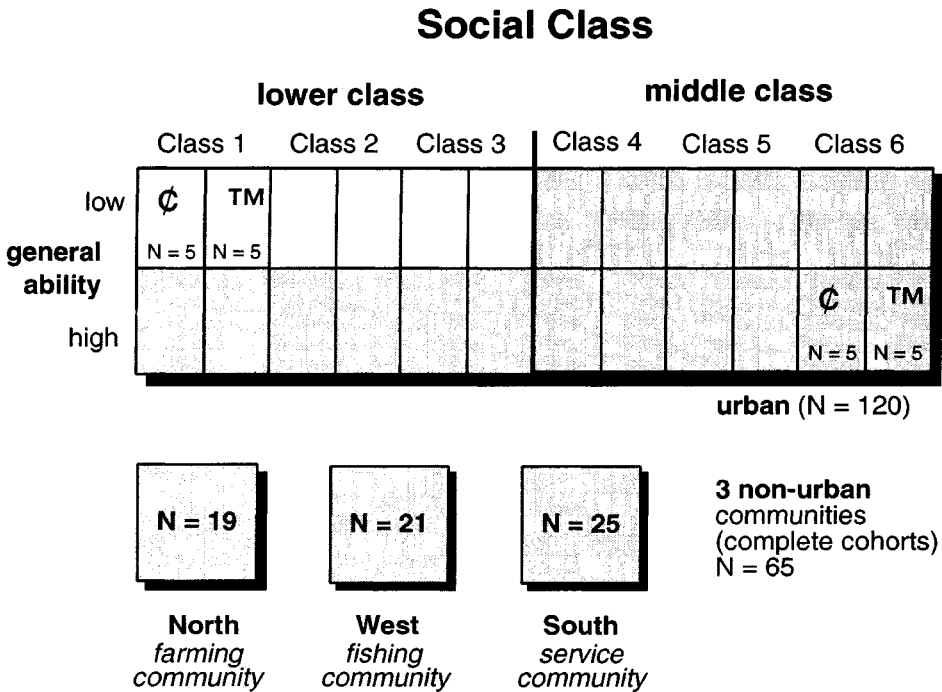 Social Class
lower class
middle class
Class 1 Class 2 Class 3 Class 4 Class 5 Class 6
low
₵ TM
N = 5 N = 5
general
ability
high
₵ TM
N = 5 N = 5
urban (N = 120)
N = 19
N = 21
N = 25
3 non-urban
communities
(complete cohorts)
N = 65
North
farming
community
West
fishing
community
South
service
community